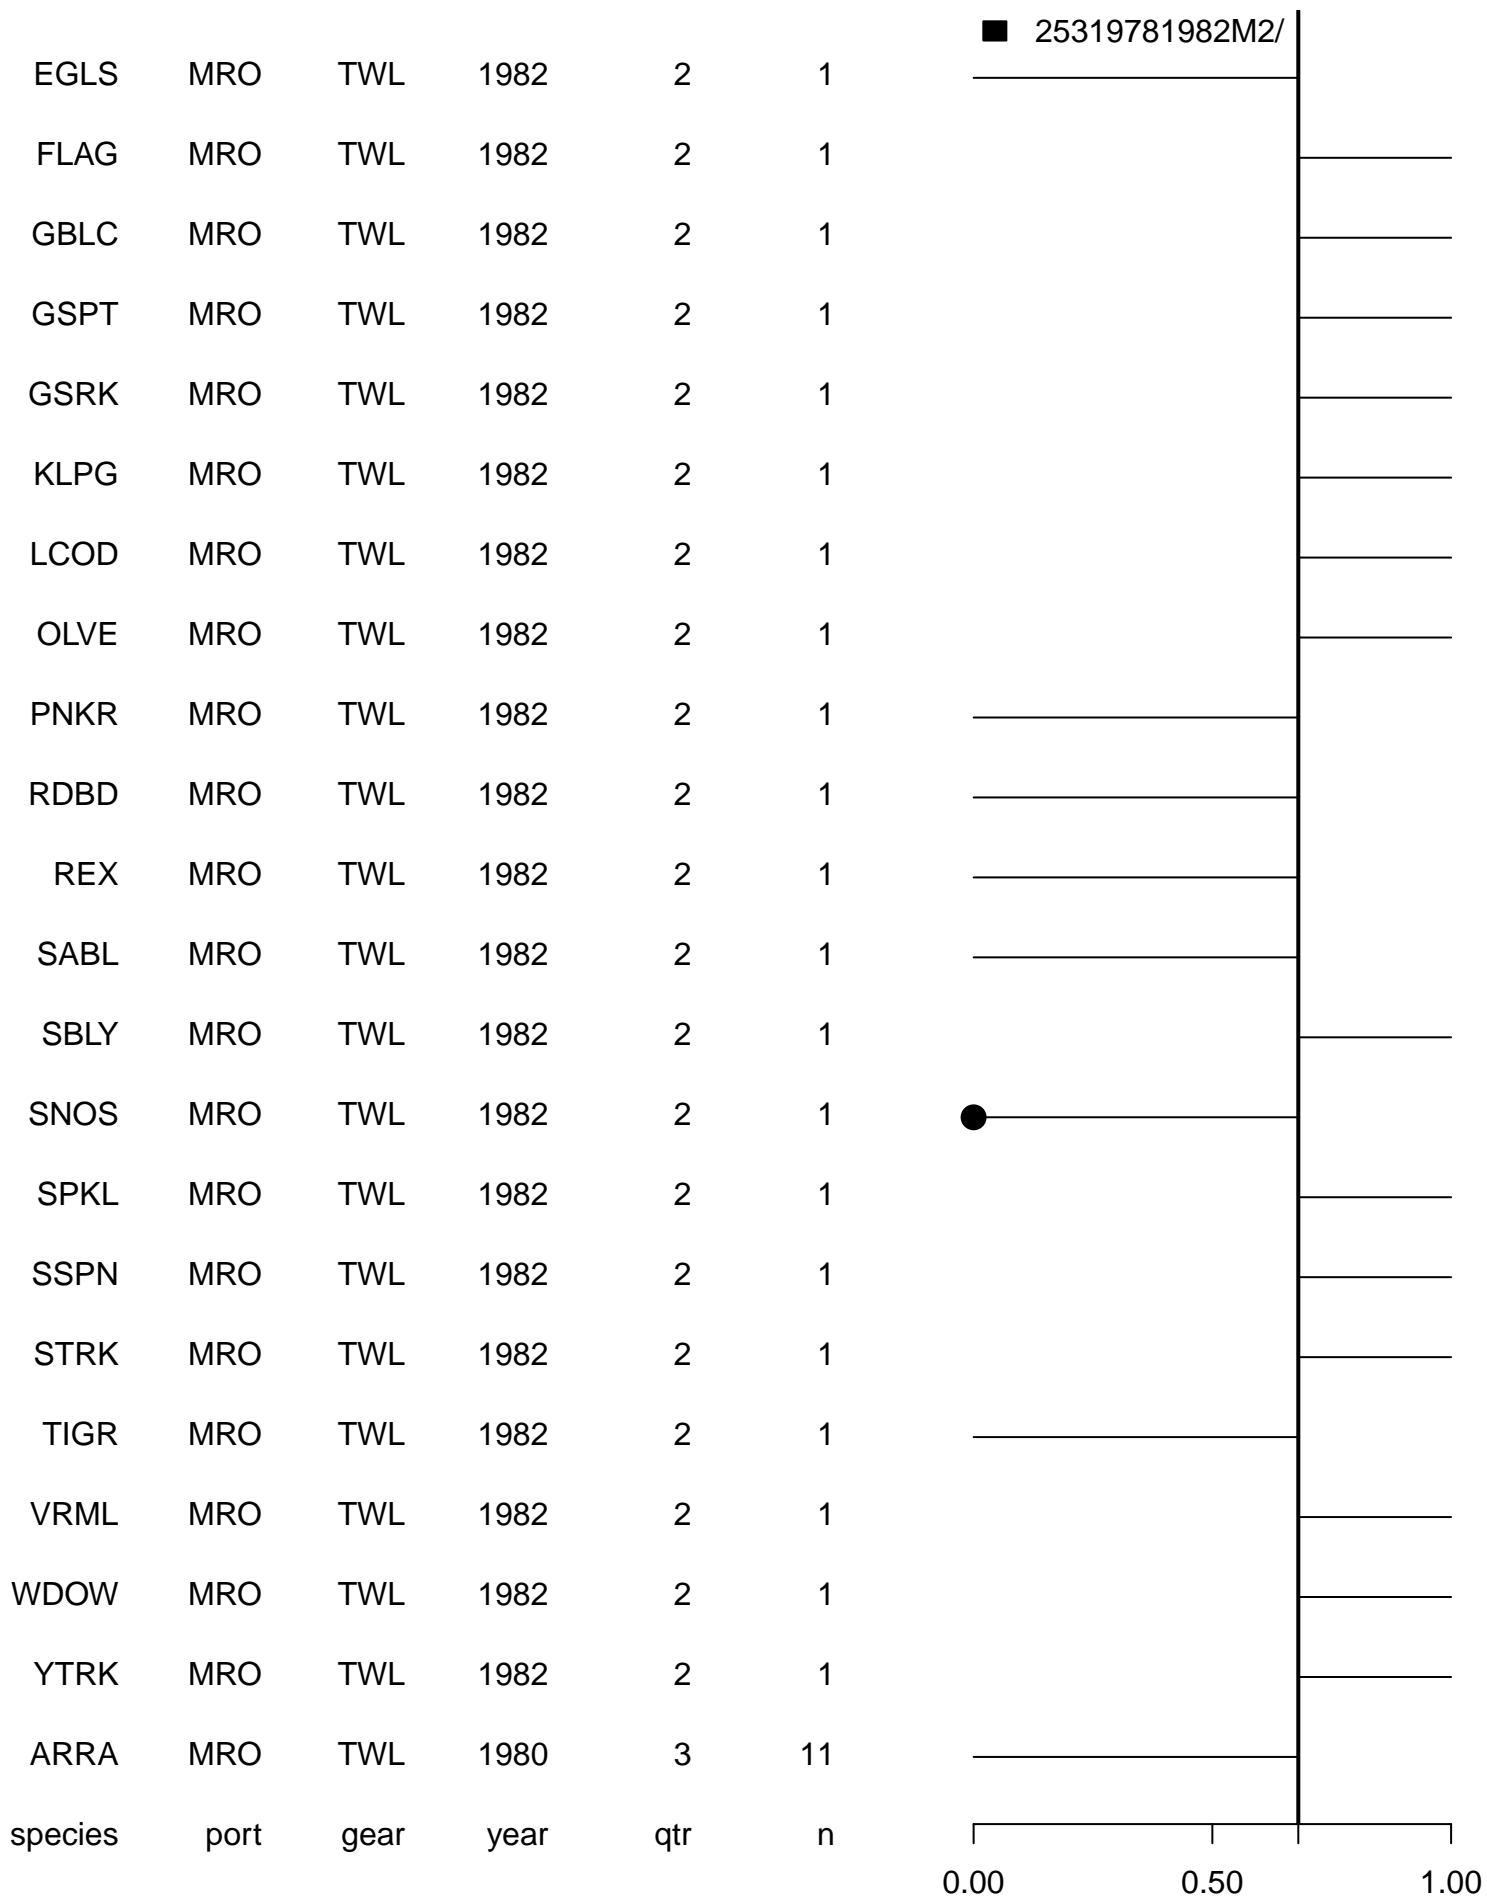 25319781982M2/
EGLS MRO TWL 1982 2 1
FLAG MRO TWL 1982 2 1
GBLC MRO TWL 1982 2 1
GSPT MRO TWL 1982 2 1
GSRK MRO TWL 1982 2 1
KLPG MRO TWL 1982 2 1
LCOD MRO TWL 1982 2 1
OLVE MRO TWL 1982 2 1
PNKR MRO TWL 1982 2 1
RDBD MRO TWL 1982 2 1
REX MRO TWL 1982 2 1
SABL MRO TWL 1982 2 1
SBLY MRO TWL 1982 2 1
SNOS MRO TWL 1982 2 1
SPKL MRO TWL 1982 2 1
SSPN MRO TWL 1982 2 1
STRK MRO TWL 1982 2 1
TIGR MRO TWL 1982 2 1
VRML MRO TWL 1982 2 1
WDOW MRO TWL 1982 2 1
YTRK MRO TWL 1982 2 1
ARRA MRO TWL 1980 3 11
species port gear year qtr n
0.00 0.50 1.00